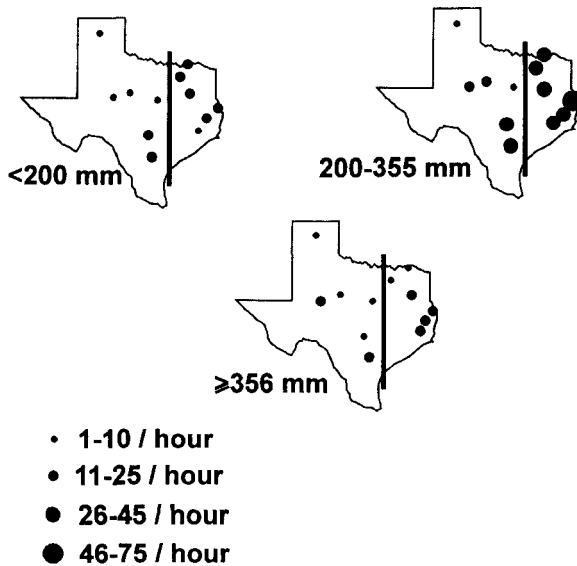 <200 mm
200-355 mm
⩾356 mm
1-10 / hour
11-25 / hour
26-45 / hour
46-75 / hour